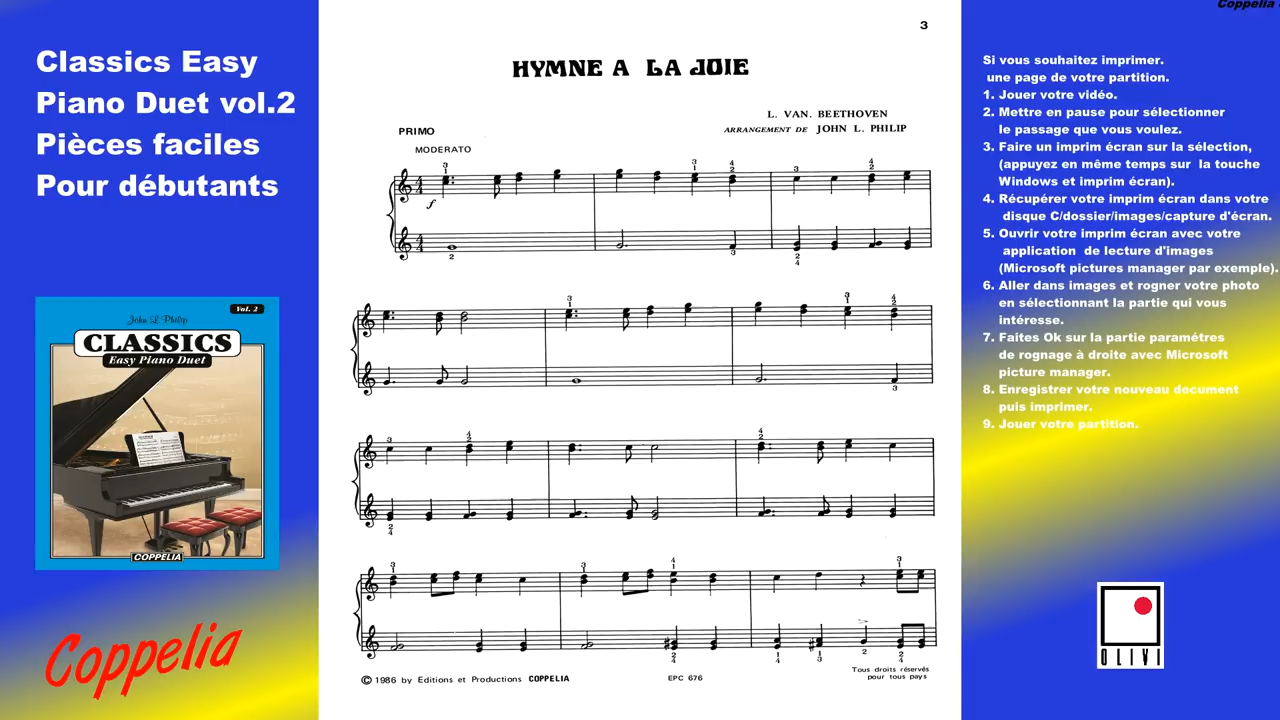 Classics Easy
Piano Duet vol.2
Pièces faciles
Pour débutants
Vol. 2
John L. Philip
CLASSICS
Easy Piano Duet
COPPELIA
Coppelia
3
HYMNE A LA JOIE
L. VAN. BEETHOVEN
ARRANGEMENT DE JOHN L. PHILIP
PRIMO
MODERATO
f
© 1986 by Editions et Productions COPPELIA
EPC 676
Tous droits réservés
pour tous pays
Coppelia
Si vous souhaitez imprimer.
une page de votre partition.
1. Jouer votre vidéo.
2. Mettre en pause pour sélectionner
le passage que vous voulez.
3. Faire un imprim écran sur la sélection,
(appuyez en même temps sur la touche
Windows et imprim écran).
4. Récupérer votre imprim écran dans votre
disque C/dossier/images/capture d'écran.
5. Ouvrir votre imprim écran avec votre
application de lecture d'images
(Microsoft pictures manager par exemple).
6. Aller dans images et rogner votre photo
en sélectionnant la partie qui vous
intéresse.
7. Faites Ok sur la partie paramétres
de rognage à droite avec Microsoft
picture manager.
8. Enregistrer votre nouveau document
puis imprimer.
9. Jouer votre partition.
OLIVI